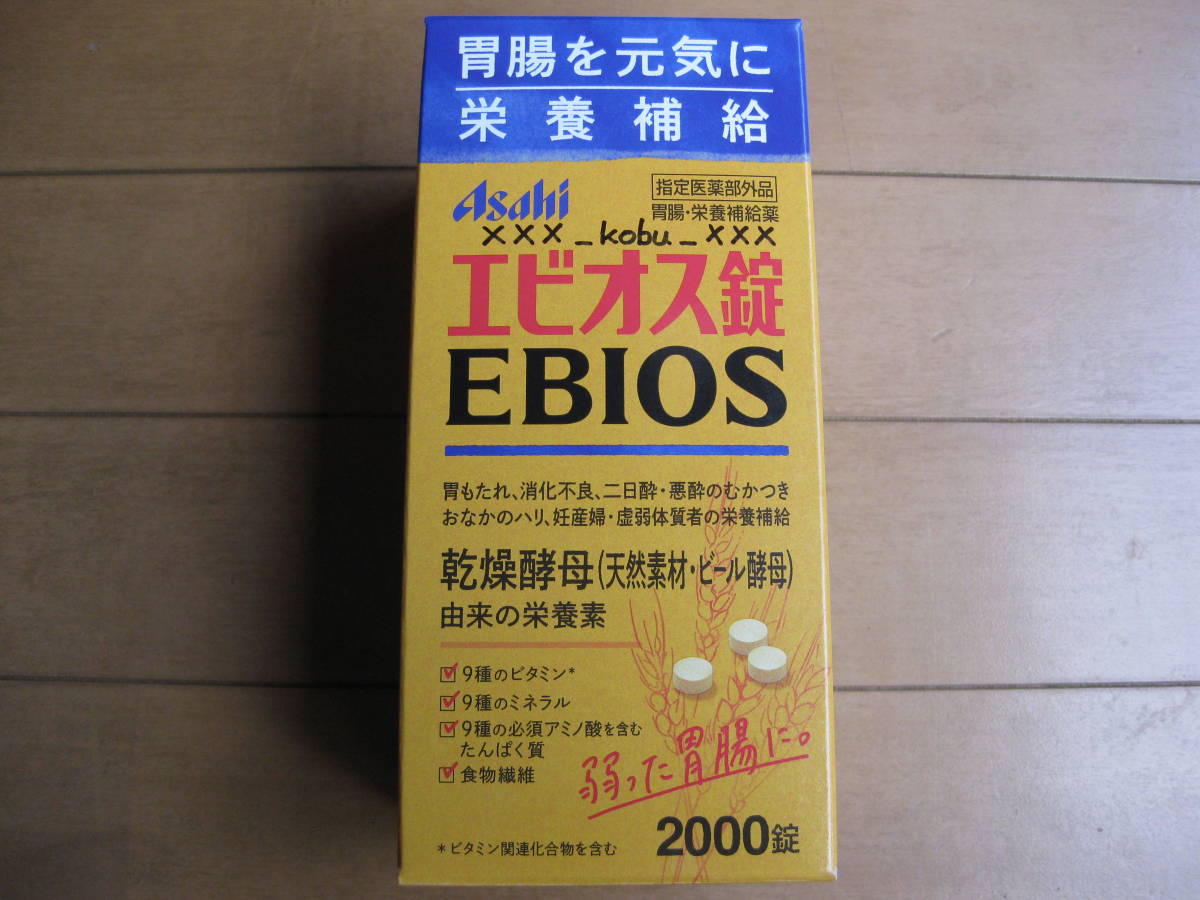 胃腸を元気に
栄養補給
Asahi
指定医薬部外品
胃腸・栄養補給薬
×××_kobu_×××
エビオス錠
EBIOS
胃もたれ、消化不良、二日酔・悪酔のむかつき
おなかのハリ、妊産婦・虚弱体質者の栄養補給
乾燥酵母(天然素材・ビール酵母)
由来の栄養素
9種のビタミン*
9種のミネラル
9種の必須アミノ酸を含む
たんぱく質
食物繊維
弱った胃腸に。
*ビタミン関連化合物を含む
2000錠